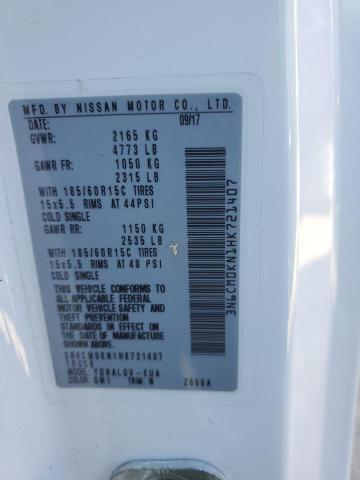 MFD. BY NISSAN MOTOR CO., LTD.
DATE: 09/17
GVWR: 2165 KG
4773 LB
GAWR FR: 1050 KG
2315 LB
WITH 185/60R15C TIRES
15x5.5 RIMS AT 44PSI
COLD SINGLE
GAWR RR: 1150 KG
2535 LB
WITH 185/60R15C TIRES
15x5.5 RIMS AT 48 PSI
COLD SINGLE
THIS VEHICLE CONFORMS TO ALL
APPLICABLE FEDERAL MOTOR
VEHICLE SAFETY AND
THEFT PREVENTION STANDARDS
IN EFFECT ON THE DATE OF
MANUFACTURE SHOWN ABOVE.
3N6CM0KN1HK721407
TRUCK
MODEL:
COLOR: QM1 TRIM: W 2000A
3N6CM0KN1HK721407